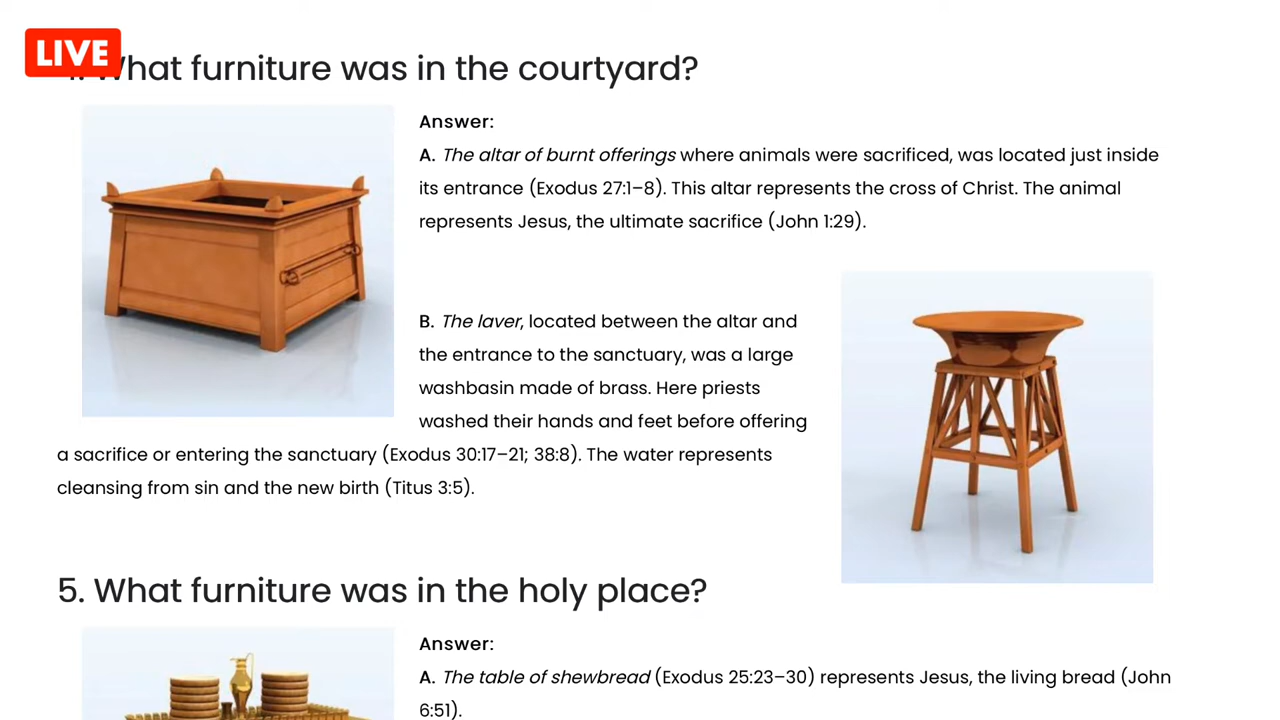 LIVE
What furniture was in the courtyard?
Answer:
A. The altar of burnt offerings where animals were sacrificed, was located just inside
its entrance (Exodus 27:1–8). This altar represents the cross of Christ. The animal
represents Jesus, the ultimate sacrifice (John 1:29).
B. The laver, located between the altar and
the entrance to the sanctuary, was a large
washbasin made of brass. Here priests
washed their hands and feet before offering
a sacrifice or entering the sanctuary (Exodus 30:17–21; 38:8). The water represents
cleansing from sin and the new birth (Titus 3:5).
5. What furniture was in the holy place?
Answer:
A. The table of shewbread (Exodus 25:23–30) represents Jesus, the living bread (John
6:51).